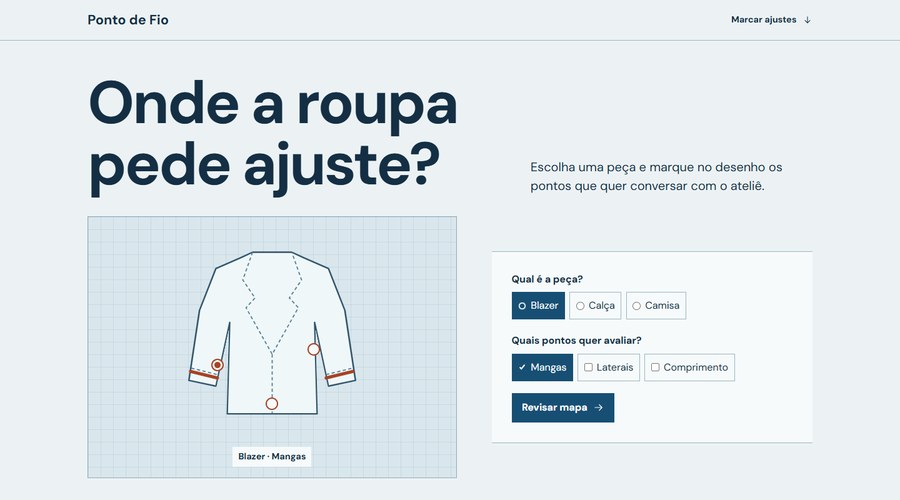 Ponto de Fio
Marcar ajustes ↓
Onde a roupa
pede ajuste?
Escolha uma peça e marque no desenho os
pontos que quer conversar com o ateliê.
Blazer · Mangas
Qual é a peça?
Blazer
Calça
Camisa
Quais pontos quer avaliar?
Mangas
Laterais
Comprimento
Revisar mapa →